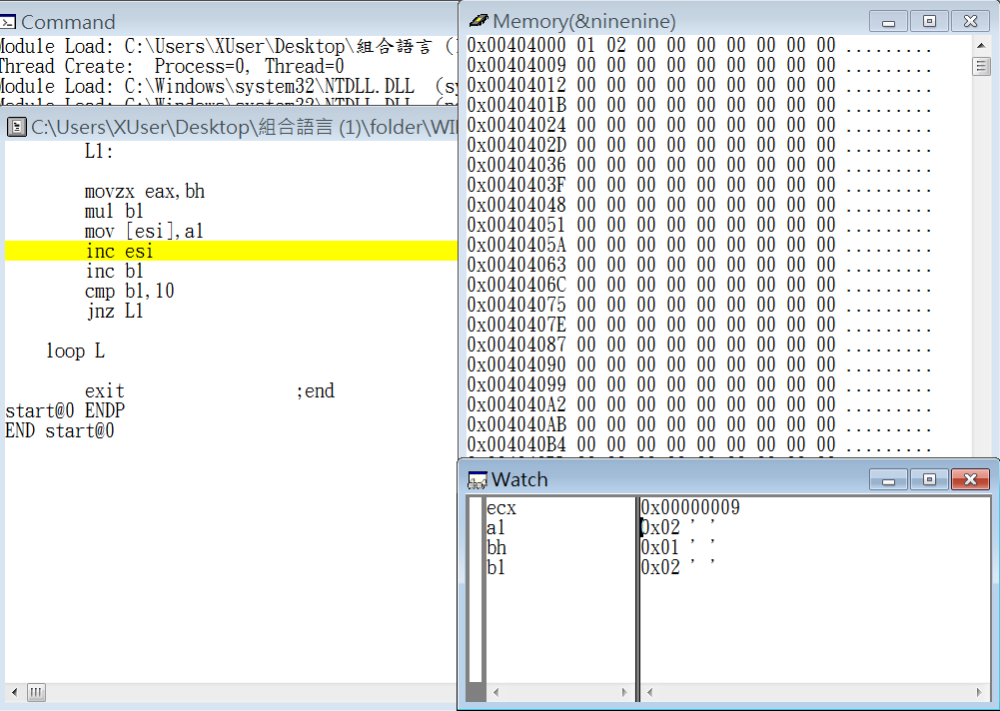 Command
Module Load: C:\Users\XUser\Desktop\組合語言 (
Thread Create:  Process=0, Thread=0
Module Load: C:\Windows\system32\NTDLL.DLL  (sy
C:\Users\XUser\Desktop\組合語言 (1)\folder\WI
L1:
movzx eax,bh
mul bl
mov [esi],al
inc esi
inc bl
cmp bl,10
jnz L1
loop L
exit                 ;end
start@0 ENDP
END start@0
Memory(&ninenine)
0x00404000 01 02 00 00 00 00 00 00 00 .........
0x00404009 00 00 00 00 00 00 00 00 00 .........
0x00404012 00 00 00 00 00 00 00 00 00 .........
0x0040401B 00 00 00 00 00 00 00 00 00 .........
0x00404024 00 00 00 00 00 00 00 00 00 .........
0x0040402D 00 00 00 00 00 00 00 00 00 .........
0x00404036 00 00 00 00 00 00 00 00 00 .........
0x0040403F 00 00 00 00 00 00 00 00 00 .........
0x00404048 00 00 00 00 00 00 00 00 00 .........
0x00404051 00 00 00 00 00 00 00 00 00 .........
0x0040405A 00 00 00 00 00 00 00 00 00 .........
0x00404063 00 00 00 00 00 00 00 00 00 .........
0x0040406C 00 00 00 00 00 00 00 00 00 .........
0x00404075 00 00 00 00 00 00 00 00 00 .........
0x0040407E 00 00 00 00 00 00 00 00 00 .........
0x00404087 00 00 00 00 00 00 00 00 00 .........
0x00404090 00 00 00 00 00 00 00 00 00 .........
0x00404099 00 00 00 00 00 00 00 00 00 .........
0x004040A2 00 00 00 00 00 00 00 00 00 .........
0x004040AB 00 00 00 00 00 00 00 00 00 .........
0x004040B4 00 00 00 00 00 00 00 00 00 .........
Watch
ecx 0x00000009
al 0x02 ' '
bh 0x01 ' '
bl 0x02 ' '